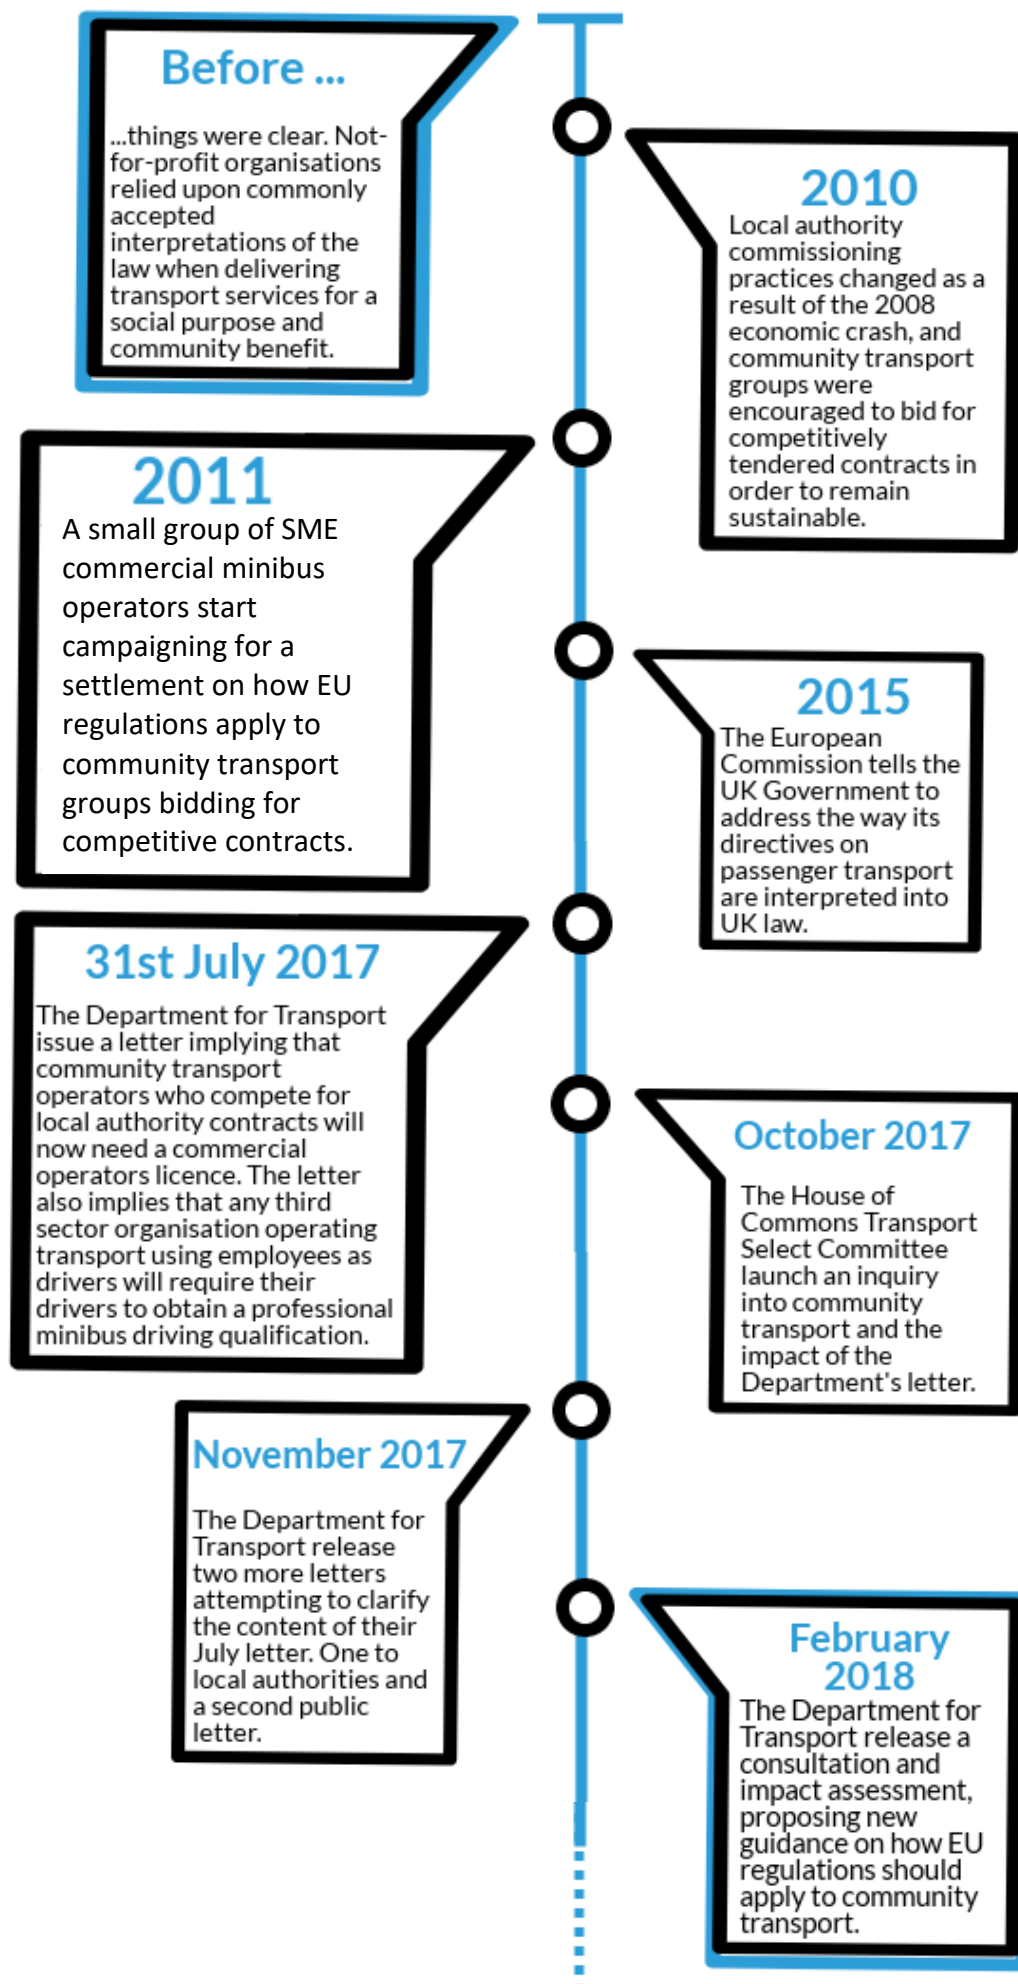 Before ...
...things were clear. Not-
for-profit organisations
relied upon commonly
accepted
interpretations of the
law when delivering
transport services for a
social purpose and
community benefit.
2010
Local authority
commissioning
practices changed as a
result of the 2008
economic crash, and
community transport
groups were
encouraged to bid for
competitively
tendered contracts in
order to remain
sustainable.
2011
A small group of SME
commercial minibus
operators start
campaigning for a
settlement on how EU
regulations apply to
community transport
groups bidding for
competitive contracts.
2015
The European
Commission tells the
UK Government to
address the way its
directives on
passenger transport
are interpreted into
UK law.
31st July 2017
The Department for Transport
issue a letter implying that
community transport
operators who compete for
local authority contracts will
now need a commercial
operators licence. The letter
also implies that any third
sector organisation operating
transport using employees as
drivers will require their
drivers to obtain a professional
minibus driving qualification.
October 2017
The House of
Commons Transport
Select Committee
launch an inquiry
into community
transport and the
impact of the
Department's letter.
November 2017
The Department for
Transport release
two more letters
attempting to clarify
the content of their
July letter. One to
local authorities and
a second public
letter.
February
2018
The Department for
Transport release a
consultation and
impact assessment,
proposing new
guidance on how EU
regulations should
apply to community
transport.